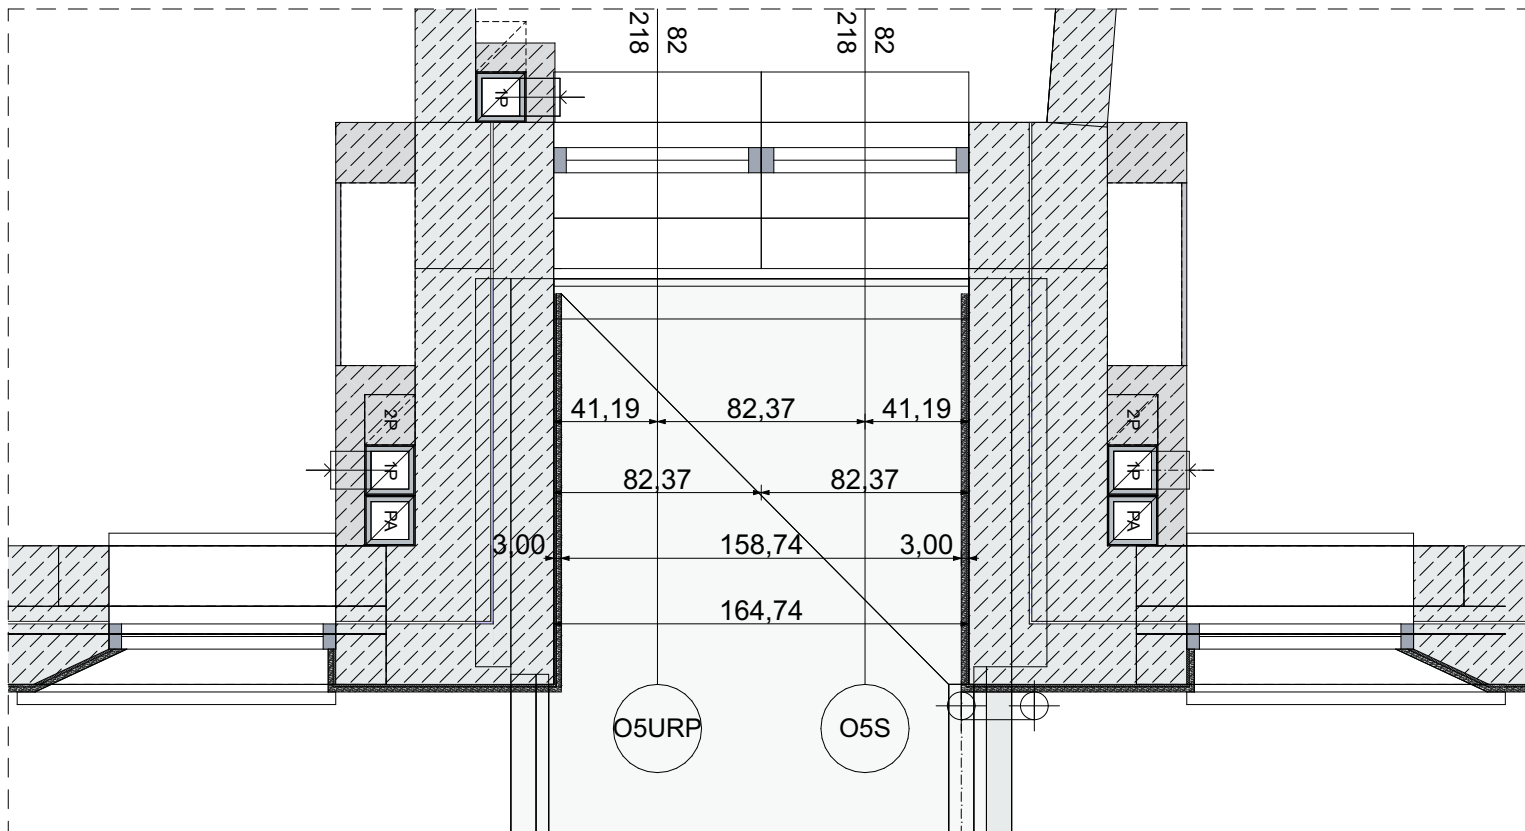 218
82
218
82
1P
41,19
82,37
41,19
2P
2P
1P
82,37
82,37
1P
PA
PA
3,00
158,74
3,00
164,74
O5URP
O5S